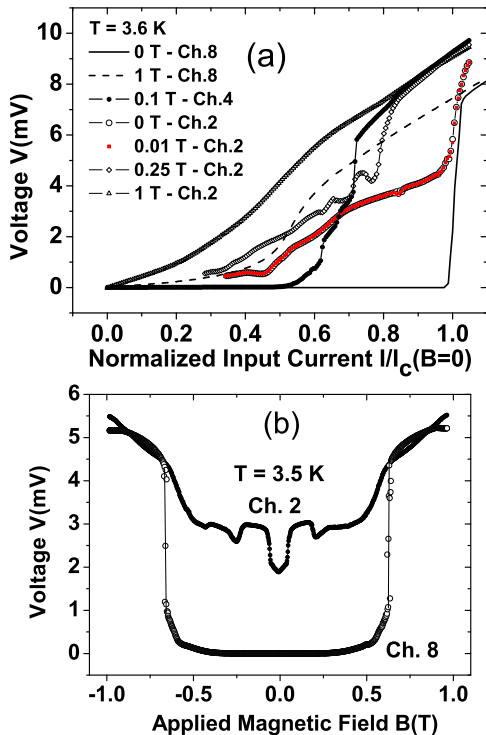 T = 3.6 K
(a)
0 T - Ch.8
1 T - Ch.8
0.1 T - Ch.4
0 T - Ch.2
0.01 T - Ch.2
0.25 T - Ch.2
1 T - Ch.2
Voltage V(mV)
10
8
6
4
2
0
0.0 0.2 0.4 0.6 0.8 1.0
Normalized Input Current I/I_c(B=0)
(b)
T = 3.5 K
Ch. 2
Ch. 8
Voltage V(mV)
6
5
4
3
2
1
0
-1.0 -0.5 0.0 0.5 1.0
Applied Magnetic Field B(T)